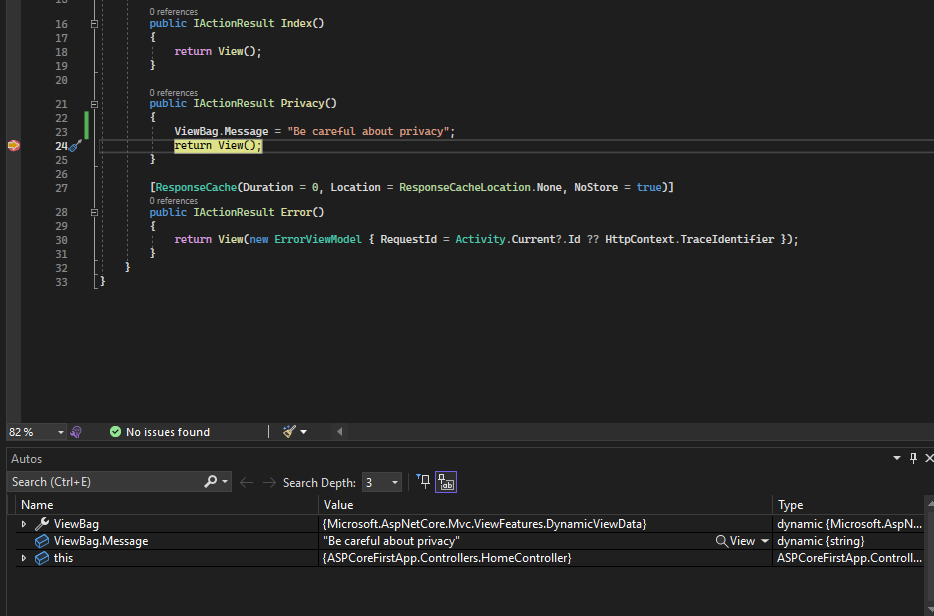 0 references
16 public IActionResult Index()
17 {
18 return View();
19 }
20
0 references
21 public IActionResult Privacy()
22 {
23 ViewBag.Message = "Be careful about privacy";
24 return View();
25 }
26
27 [ResponseCache(Duration = 0, Location = ResponseCacheLocation.None, NoStore = true)]
0 references
28 public IActionResult Error()
29 {
30 return View(new ErrorViewModel { RequestId = Activity.Current?.Id ?? HttpContext.TraceIdentifier });
31 }
32 }
33 }
82 % No issues found
Autos
Search (Ctrl+E) Search Depth: 3
Name Value Type
ViewBag {Microsoft.AspNetCore.Mvc.ViewFeatures.DynamicViewData} dynamic {Microsoft.AspN...
ViewBag.Message "Be careful about privacy" View dynamic {string}
this {ASPCoreFirstApp.Controllers.HomeController} ASPCoreFirstApp.Controll...